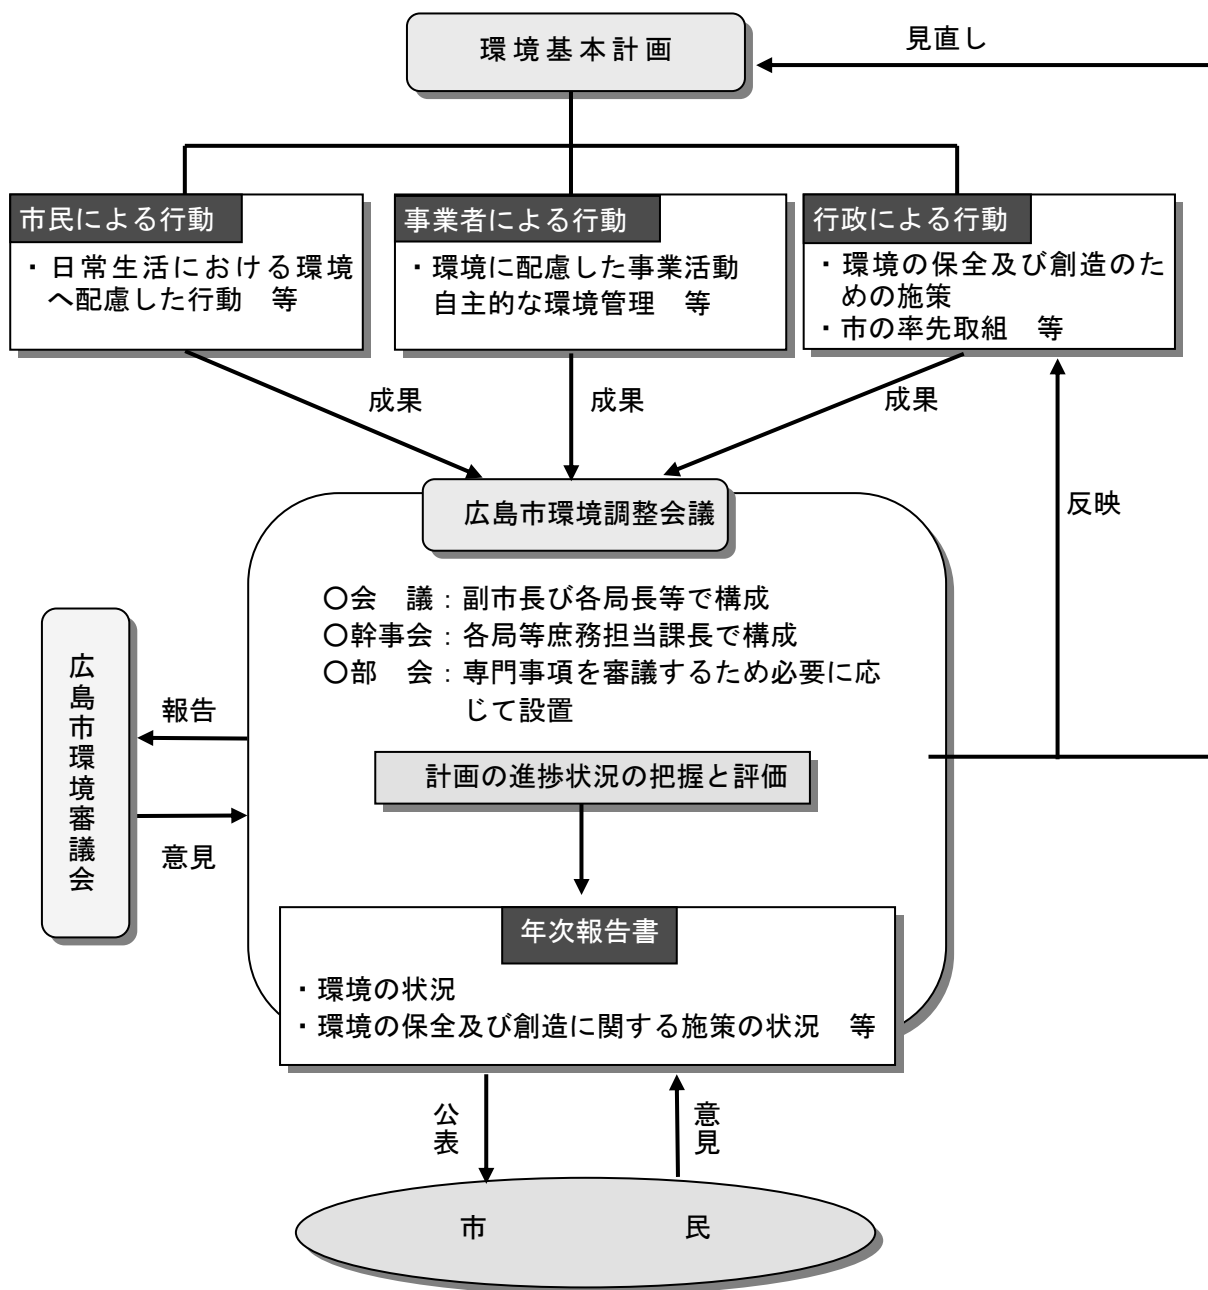 環境基本計画
見直し
市民による行動
・日常生活における環境
へ配慮した行動　等
事業者による行動
・環境に配慮した事業活動
自主的な環境管理　等
行政による行動
・環境の保全及び創造のた
めの施策
・市の率先取組　等
成果
成果
成果
反映
広島市環境調整会議
〇会　議：副市長び各局長等で構成
〇幹事会：各局等庶務担当課長で構成
〇部　会：専門事項を審議するため必要に応
じて設置
広島市環境審議会
報告
意見
計画の進捗状況の把握と評価
年次報告書
・環境の状況
・環境の保全及び創造に関する施策の状況　等
公表
意見
市　民